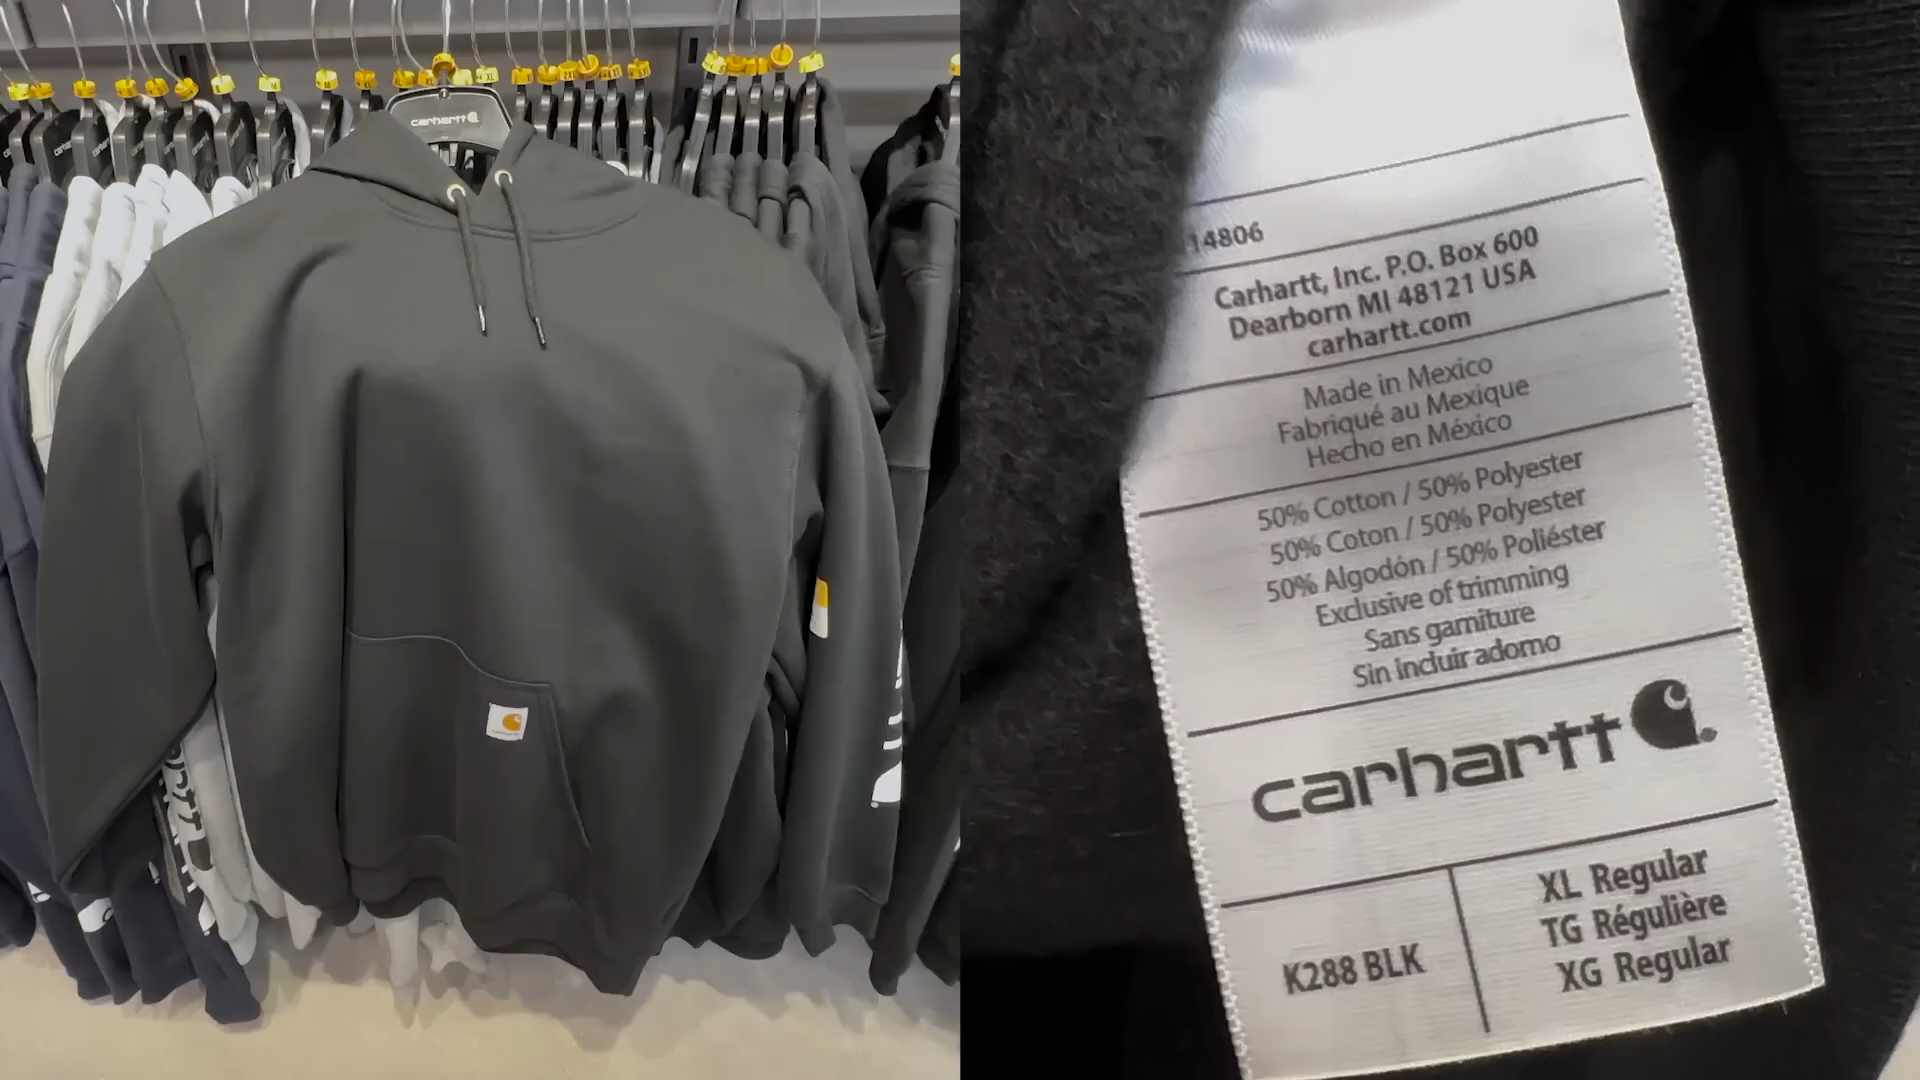 carhartt
14806
Carhartt, Inc. P.O. Box 600
Dearborn MI 48121 USA
carhartt.com
Made in Mexico
Fabriqué au Mexique
Hecho en México
50% Cotton / 50% Polyester
50% Coton / 50% Polyester
50% Algodón / 50% Poliéster
Exclusive of trimming
Sans garniture
Sin incluir adorno
carhartt
K288 BLK
XL Regular
TG Régulière
XG Regular